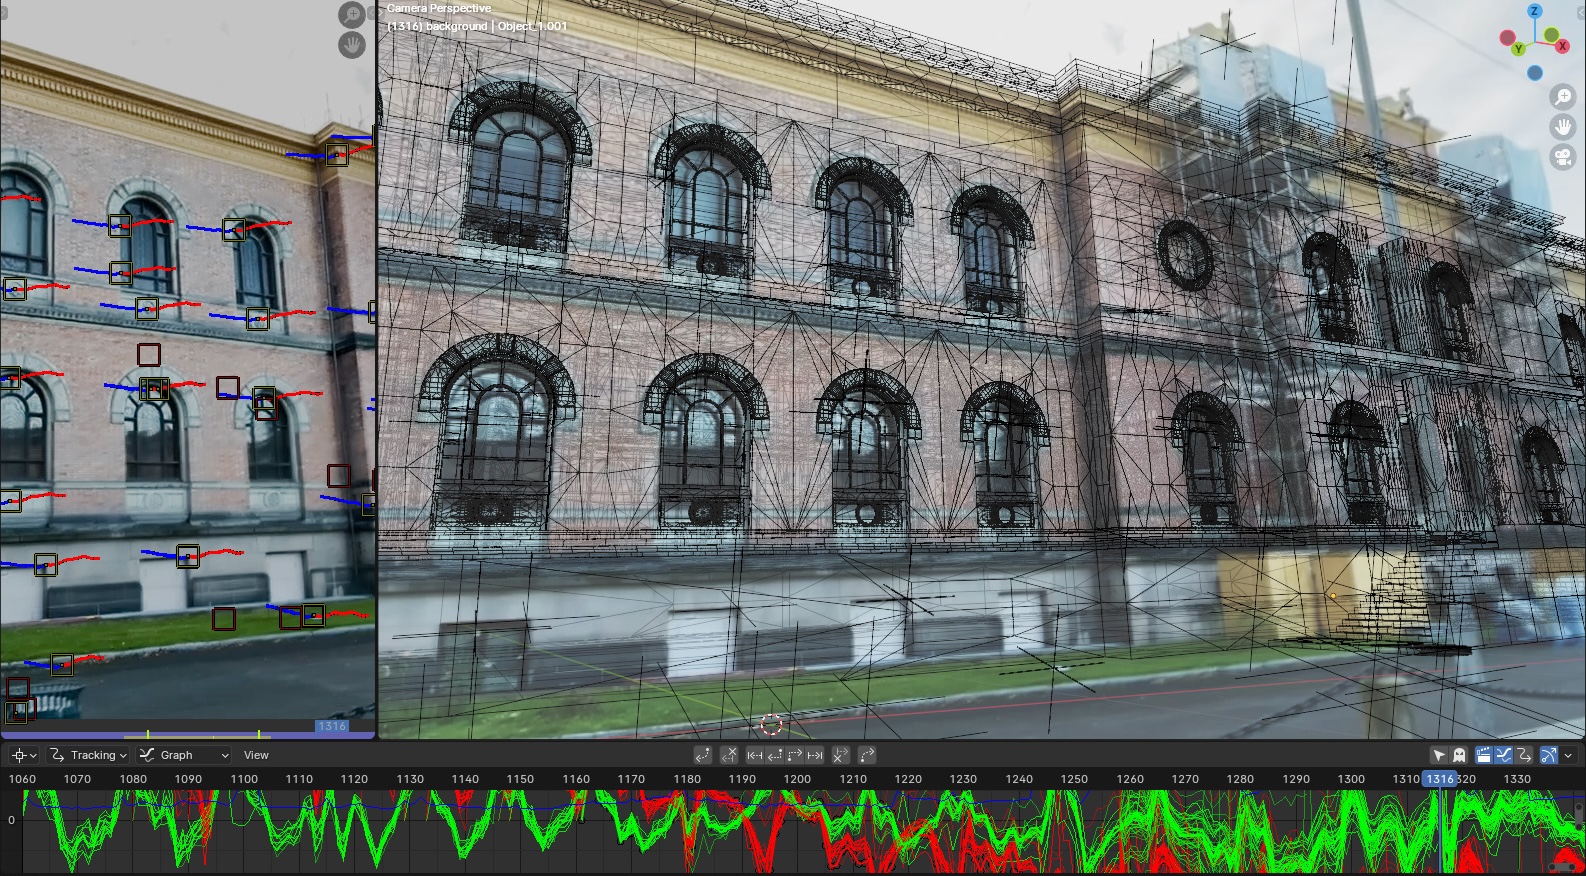 Camera Perspective
(1316) background | Object_1.001
Z
Y
X
1316
Tracking
Graph
View
1060 1070 1080 1090 1100 1110 1120 1130 1140 1150 1160 1170 1180 1190 1200 1210 1220 1230 1240 1250 1260 1270 1280 1290 1300 1310 1316 320 1330
0